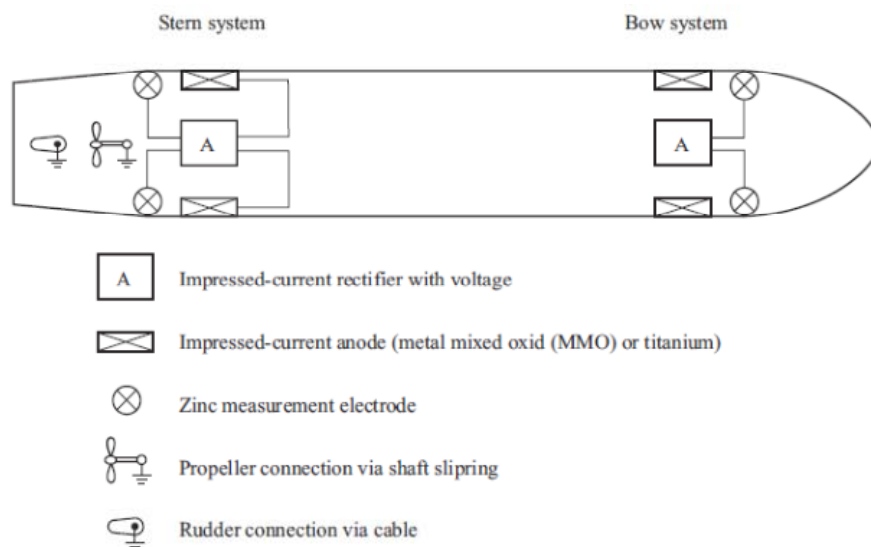 Stern system
Bow system
A
A
A
Impressed-current rectifier with voltage
Impressed-current anode (metal mixed oxid (MMO) or titanium)
Zinc measurement electrode
Propeller connection via shaft slipring
Rudder connection via cable